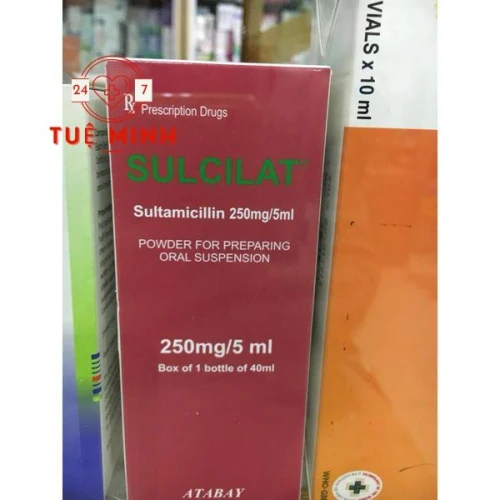 24 7
TUỆ MINH
Rx Prescription Drugs
SULCILAT
Sultamicillin 250mg/5ml
POWDER FOR PREPARING
ORAL SUSPENSION
250mg/5 ml
Box of 1 bottle of 40ml
ATABAY
VIALS x 10 ml